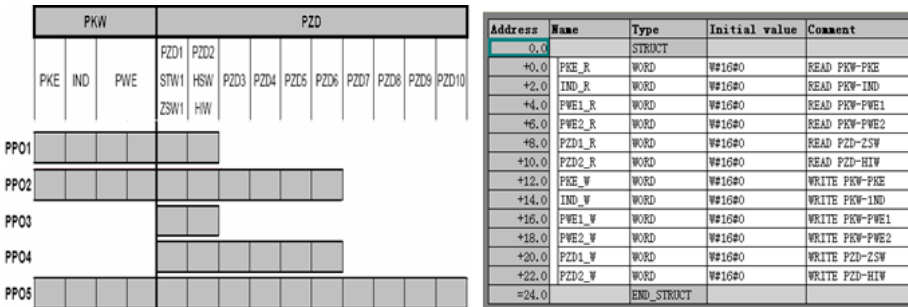 PKW PZD
PKE IND PWE PZD1 STW1 ZSW1 PZD2 HSW HIW PZD3 PZD4 PZD5 PZD6 PZD7 PZD8 PZD9 PZD10
PPO1
PPO2
PPO3
PPO4
PPO5
Address Name Type Initial value Comment
0.0 STRUCT
+0.0 PKE_R WORD W#16#0 READ PKW-PKE
+2.0 IND_R WORD W#16#0 READ PKW-IND
+4.0 PWE1_R WORD W#16#0 READ PKW-PWE1
+6.0 PWE2_R WORD W#16#0 READ PKW-PWE2
+8.0 PZD1_R WORD W#16#0 READ PZD-ZSW
+10.0 PZD2_R WORD W#16#0 READ PZD-HIW
+12.0 PKE_W WORD W#16#0 WRITE PKW-PKE
+14.0 IND_W WORD W#16#0 WRITE PKW-1ND
+16.0 PWE1_W WORD W#16#0 WRITE PKW-PWE1
+18.0 PWE2_W WORD W#16#0 WRITE PKW-PWE2
+20.0 PZD1_W WORD W#16#0 WRITE PZD-ZSW
+22.0 PZD2_W WORD W#16#0 WRITE PZD-HIW
=24.0 END_STRUCT